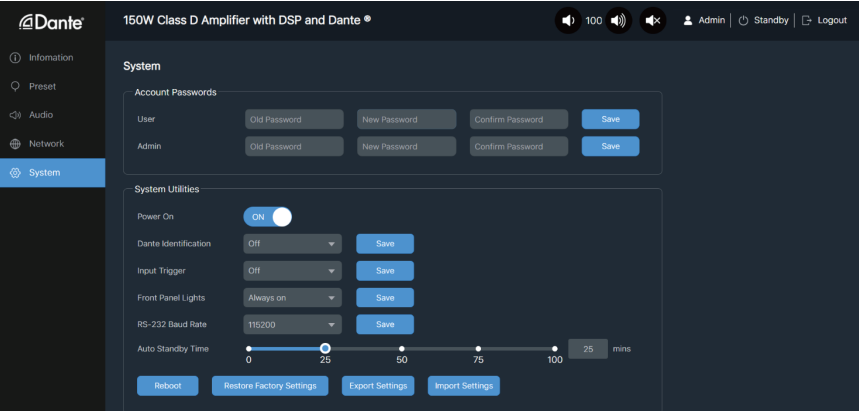 Dante®
150W Class D Amplifier with DSP and Dante ®
100
Admin
Standby
Logout
Infomation
Preset
Audio
Network
System
System
Account Passwords
User Old Password New Password Confirm Password Save
Admin Old Password New Password Confirm Password Save
System Utilities
Power On ON
Dante Identification Off Save
Input Trigger Off Save
Front Panel Lights Always on Save
RS-232 Baud Rate 115200 Save
Auto Standby Time 25 mins
0 25 50 75 100
Reboot Restore Factory Settings Export Settings Import Settings